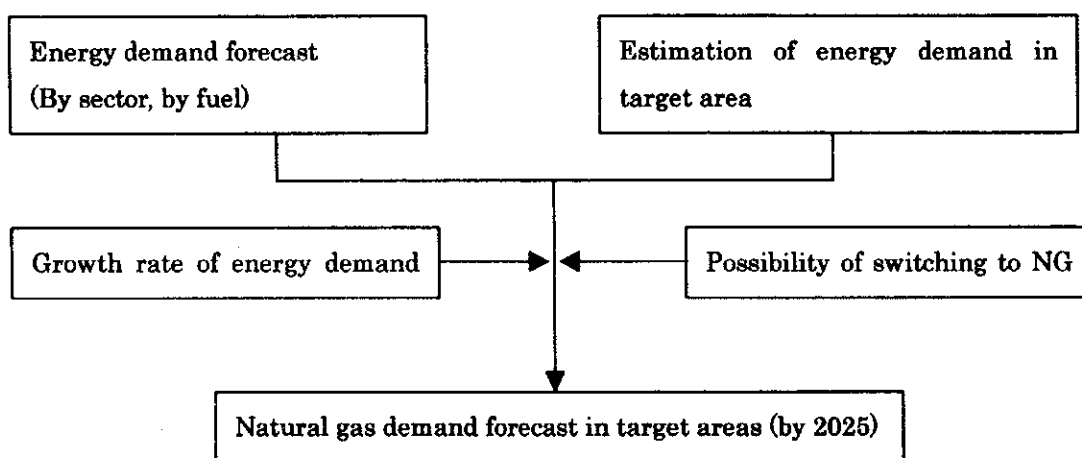 Energy demand forecast
(By sector, by fuel)
Estimation of energy demand in
target area
Growth rate of energy demand
Possibility of switching to NG
Natural gas demand forecast in target areas (by 2025)